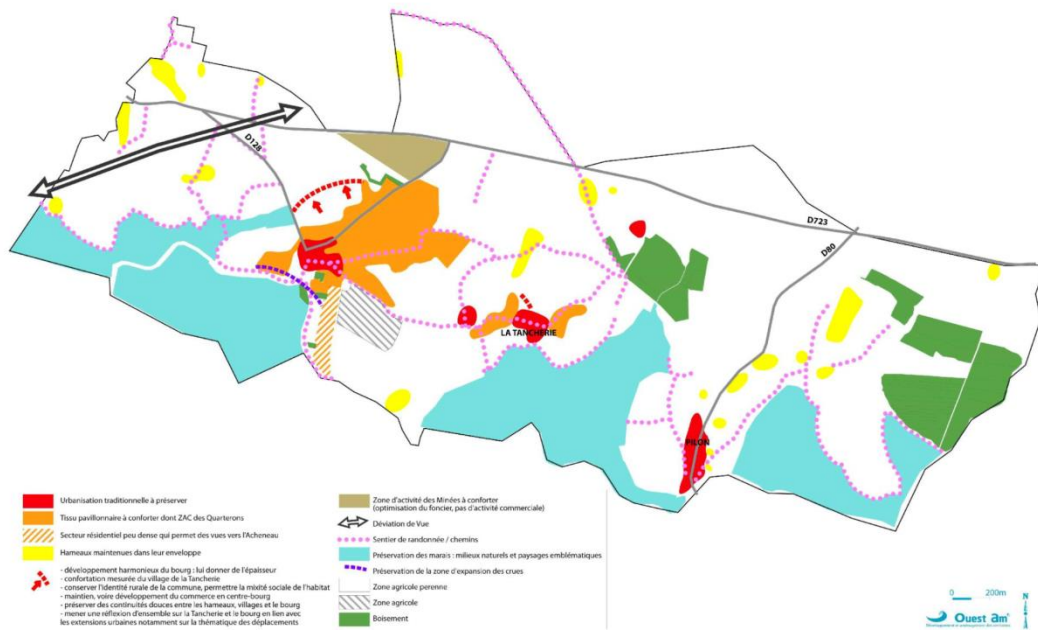 D128
D723
D80
LA TANCHERIE
PILON
Urbanisation traditionnelle à préserver
Tissu pavillonnaire à conforter dont ZAC des Quarterons
Secteur résidentiel peu dense qui permet des vues vers l'Acheneau
Hameaux maintenues dans leur enveloppe
- développement harmonieux du bourg : lui donner de l'épaisseur
- confortation mesurée du village de la Tancherie
- conserver l'identité rurale de la commune, permettre la mixité sociale de l'habitat
- maintien, voire développement du commerce en centre-bourg
- préserver des continuités douces entre les hameaux, villages et le bourg
- mener une réflexion d'ensemble sur la Tancherie et le bourg en lien avec
les extensions urbaines notamment sur la thématique des déplacements
Zone d'activité des Minées à conforter
(optimisation du foncier, pas d'activité commerciale)
Déviation de Vue
Sentier de randonnée / chemins
Préservation des marais : milieux naturels et paysages emblématiques
Préservation de la zone d'expansion des crues
Zone agricole perenne
Zone agricole
Boisement
0 200m
N
Ouest am'